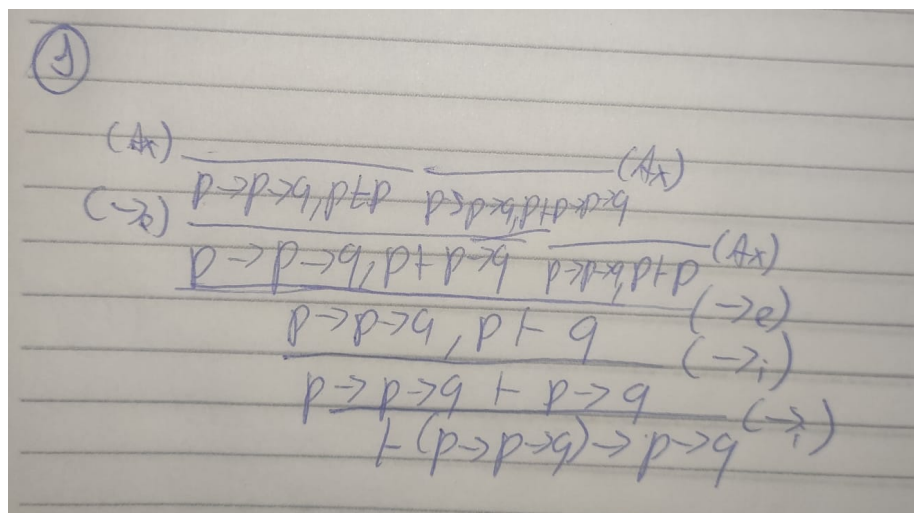 1
(Ax) (Ax)
p→p→q, p ⊢ p p→p→q, p ⊢ p→p→q
(→e) (Ax)
p→p→q, p ⊢ p→q p→p→q, p ⊢ p
(→e)
p→p→q, p ⊢ q
(→i)
p→p→q ⊢ p→q
(→i)
⊢ (p→p→q)→p→q